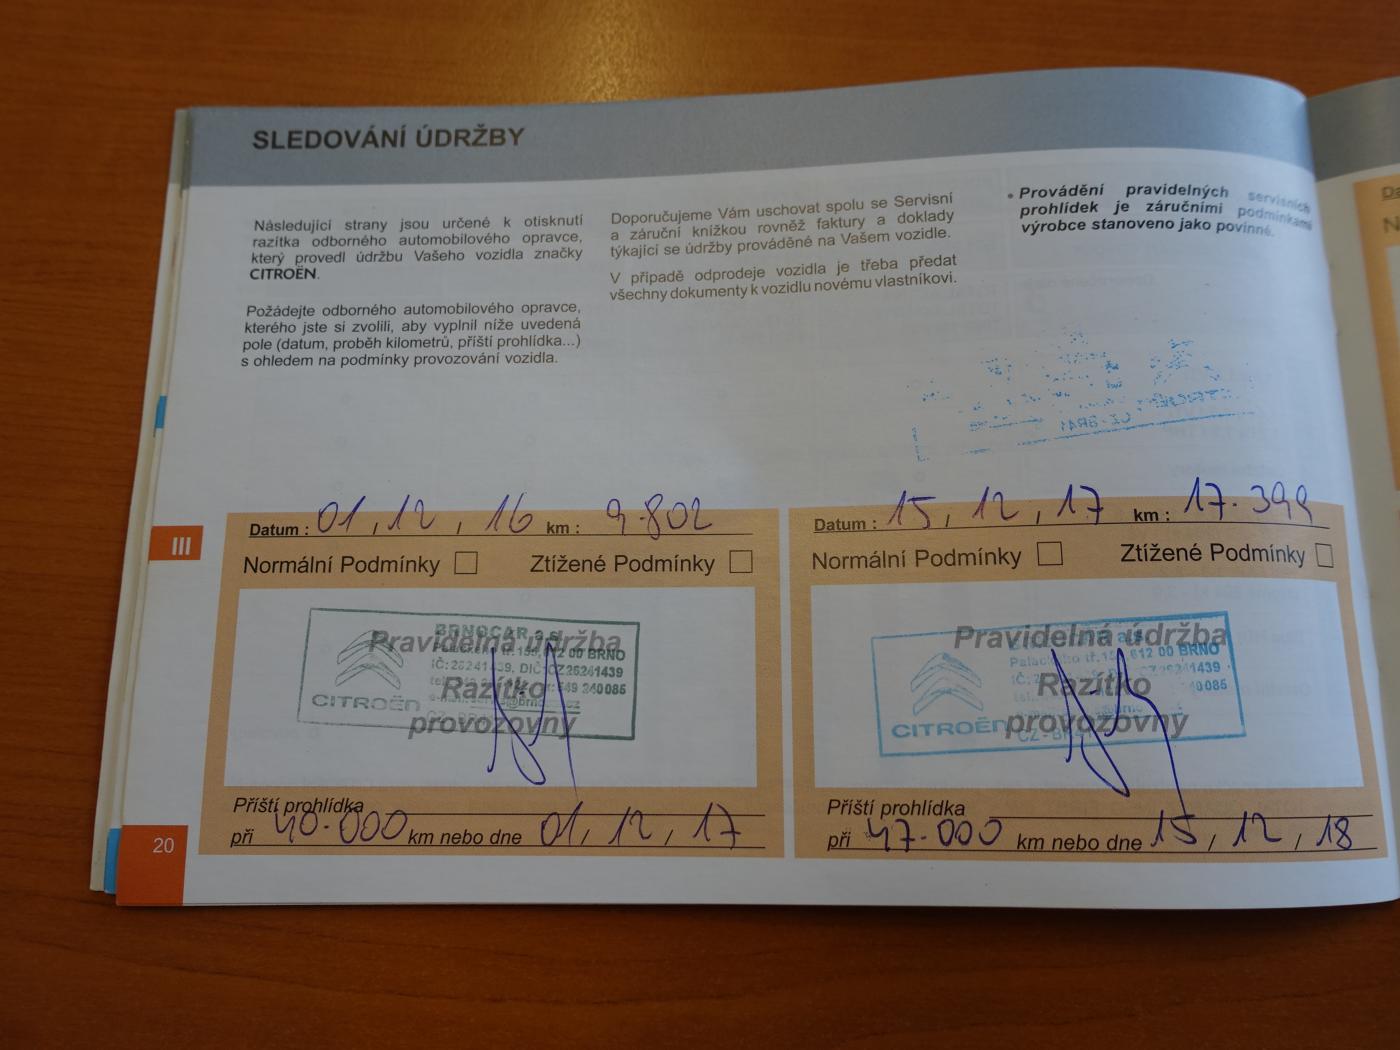 SLEDOVÁNÍ ÚDRŽBY
Následující strany jsou určené k otisknutí
razítka odborného automobilového opravce,
který provedl údržbu Vašeho vozidla značky
CITROËN.
Požádejte odborného automobilového opravce,
kterého jste si zvolili, aby vyplnil níže uvedená
pole (datum, proběh kilometrů, příští prohlídka...)
s ohledem na podmínky provozování vozidla.
Doporučujeme Vám uschovat spolu se Servisní
a záruční knížkou rovněž faktury a doklady
týkající se údržby prováděné na Vašem vozidle.
V případě odprodeje vozidla je třeba předat
všechny dokumenty k vozidlu novému vlastníkovi.
• Provádění pravidelných servisních
prohlídek je záručními podmínkami
výrobce stanoveno jako povinné.
III
Datum : 01, 12, 16 km : 9.802
Normální Podmínky Ztížené Podmínky
Pravidelná údržba
Razítko
provozovny
BRNOCAR a.s.
612 00 BRNO
IČ: 26241439, DIČ: CZ26241439
549 240085
CITROËN
Příští prohlídka
při 40.000 km nebo dne 01, 12, 17
Datum : 15, 12, 17 km : 17.399
Normální Podmínky Ztížené Podmínky
Pravidelná údržba
Razítko
provozovny
a.s.
612 00 BRNO
CZ26241439
40085
CITROËN
CZ - BR
Příští prohlídka
při 47.000 km nebo dne 15, 12, 18
20